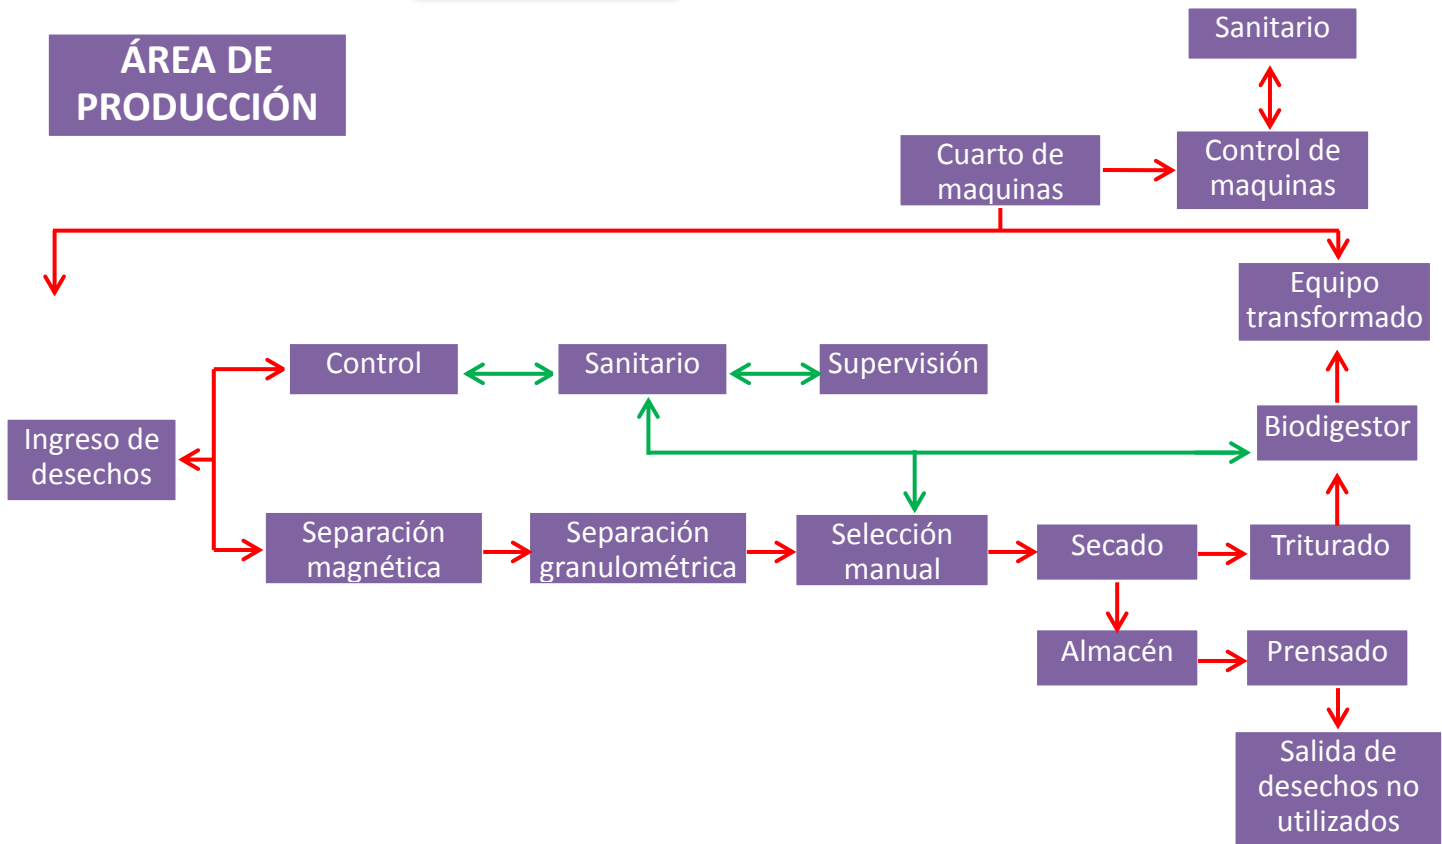 ÁREA DE
PRODUCCIÓN
Sanitario
Cuarto de
maquinas
Control de
maquinas
Equipo
transformado
Control
Sanitario
Supervisión
Ingreso de
desechos
Biodigestor
Separación
magnética
Separación
granulométrica
Selección
manual
Secado
Triturado
Almacén
Prensado
Salida de
desechos no
utilizados